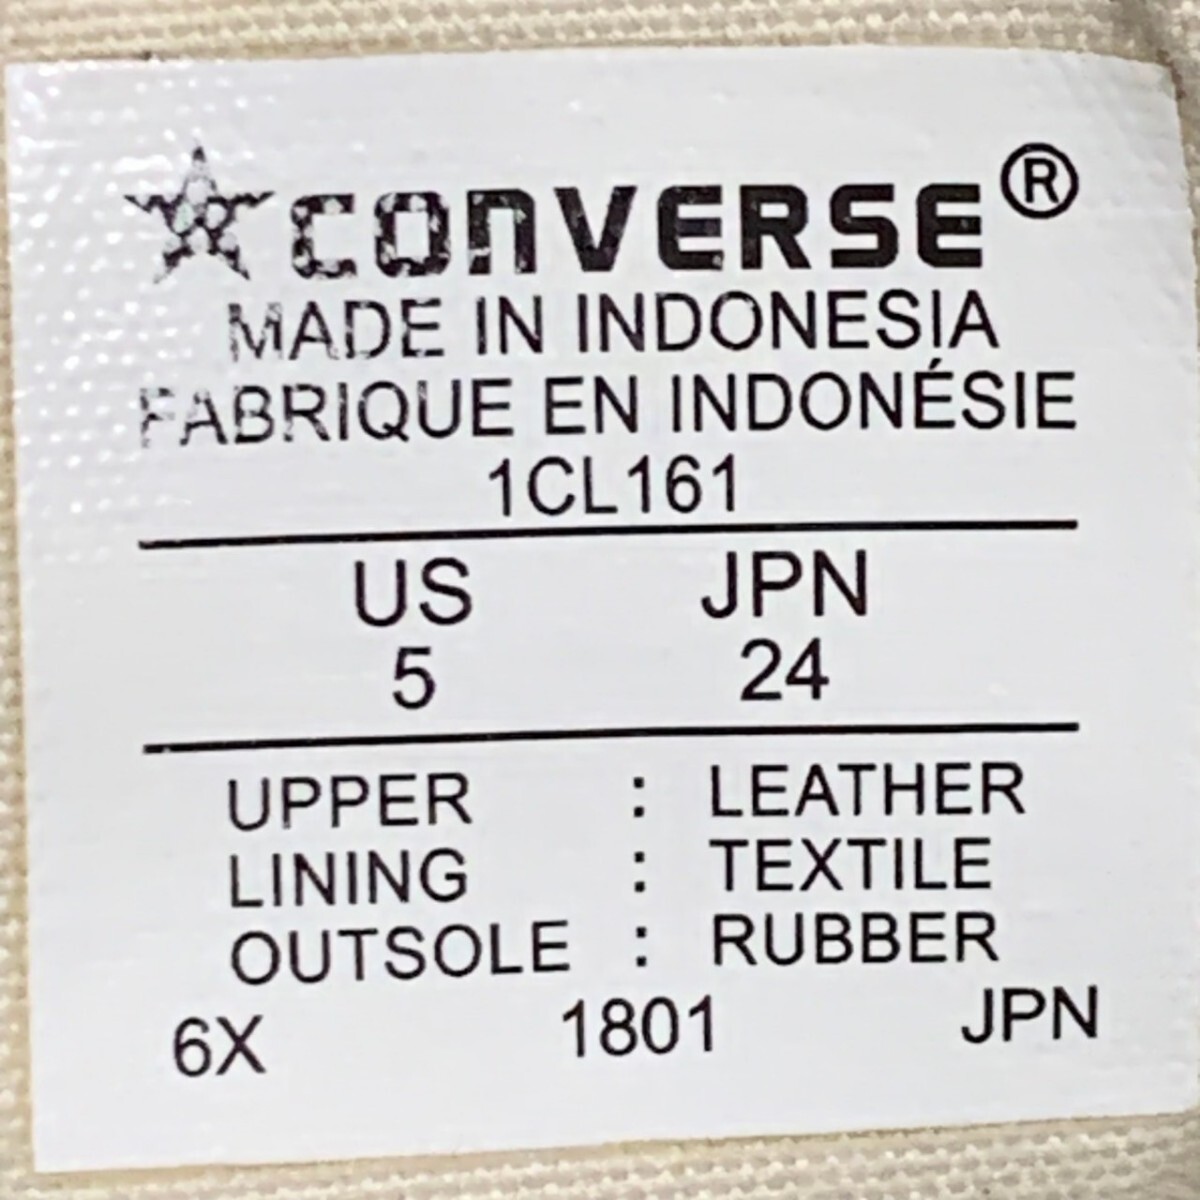 CONVERSE®
MADE IN INDONESIA
FABRIQUE EN INDONÉSIE
1CL161
US JPN
5 24
UPPER : LEATHER
LINING : TEXTILE
OUTSOLE : RUBBER
6X 1801 JPN